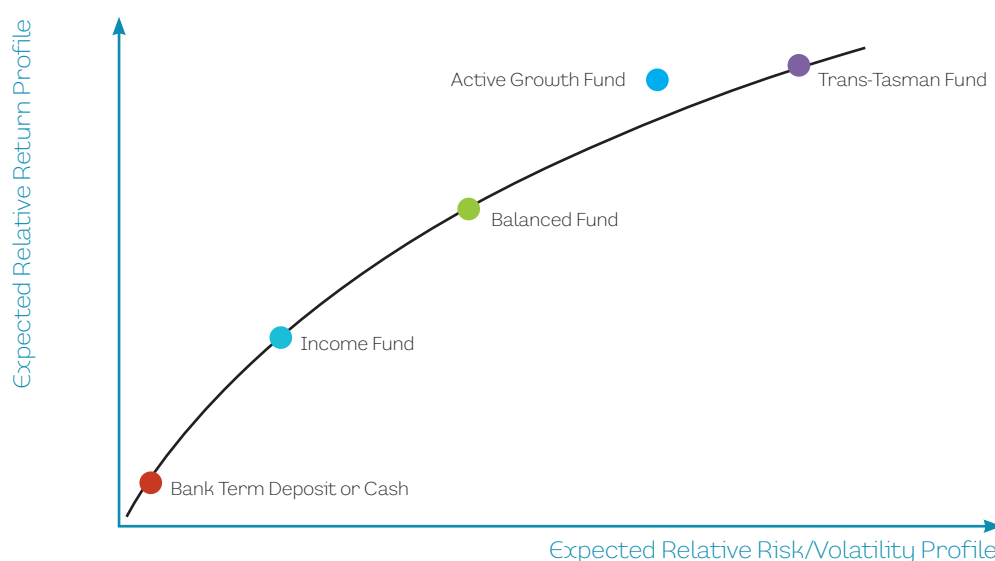 Expected Relative Return Profile
Active Growth Fund
Trans-Tasman Fund
Balanced Fund
Income Fund
Bank Term Deposit or Cash
Expected Relative Risk/Volatility Profile